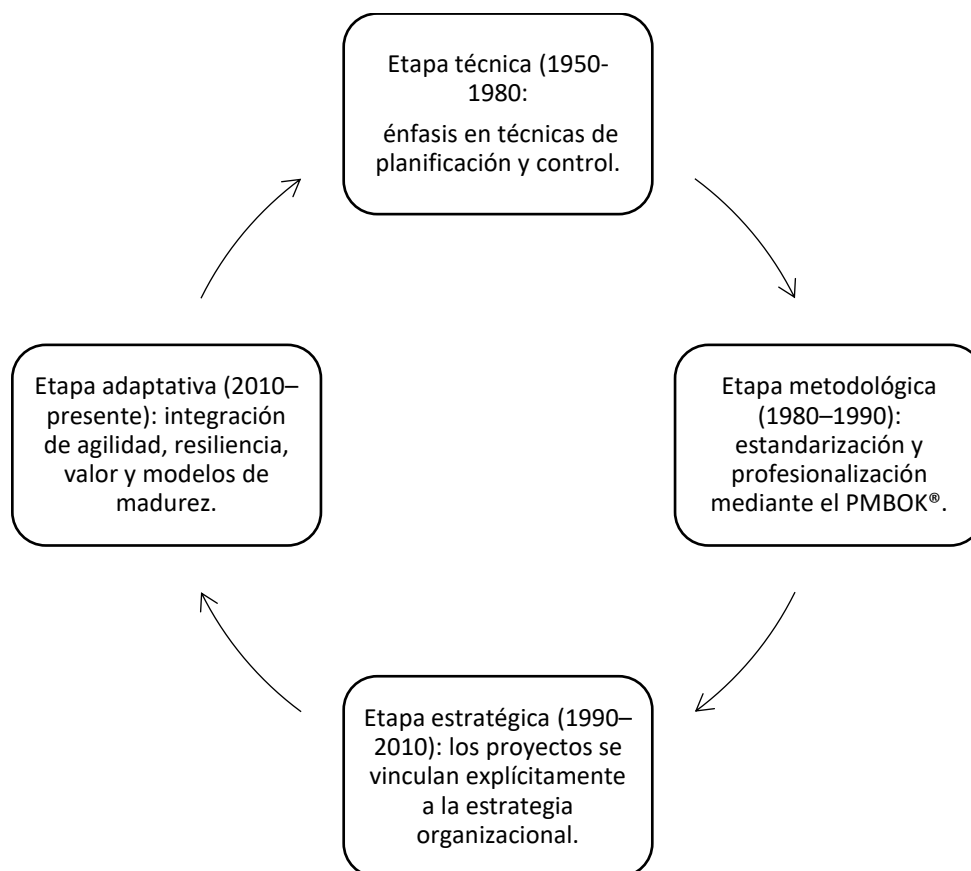 Etapa técnica (1950-
1980:
énfasis en técnicas de
planificación y control.
Etapa metodológica
(1980–1990):
estandarización y
profesionalización
mediante el PMBOK®.
Etapa estratégica (1990–
2010): los proyectos se
vinculan explícitamente
a la estrategia
organizacional.
Etapa adaptativa (2010–
presente): integración
de agilidad, resiliencia,
valor y modelos de
madurez.